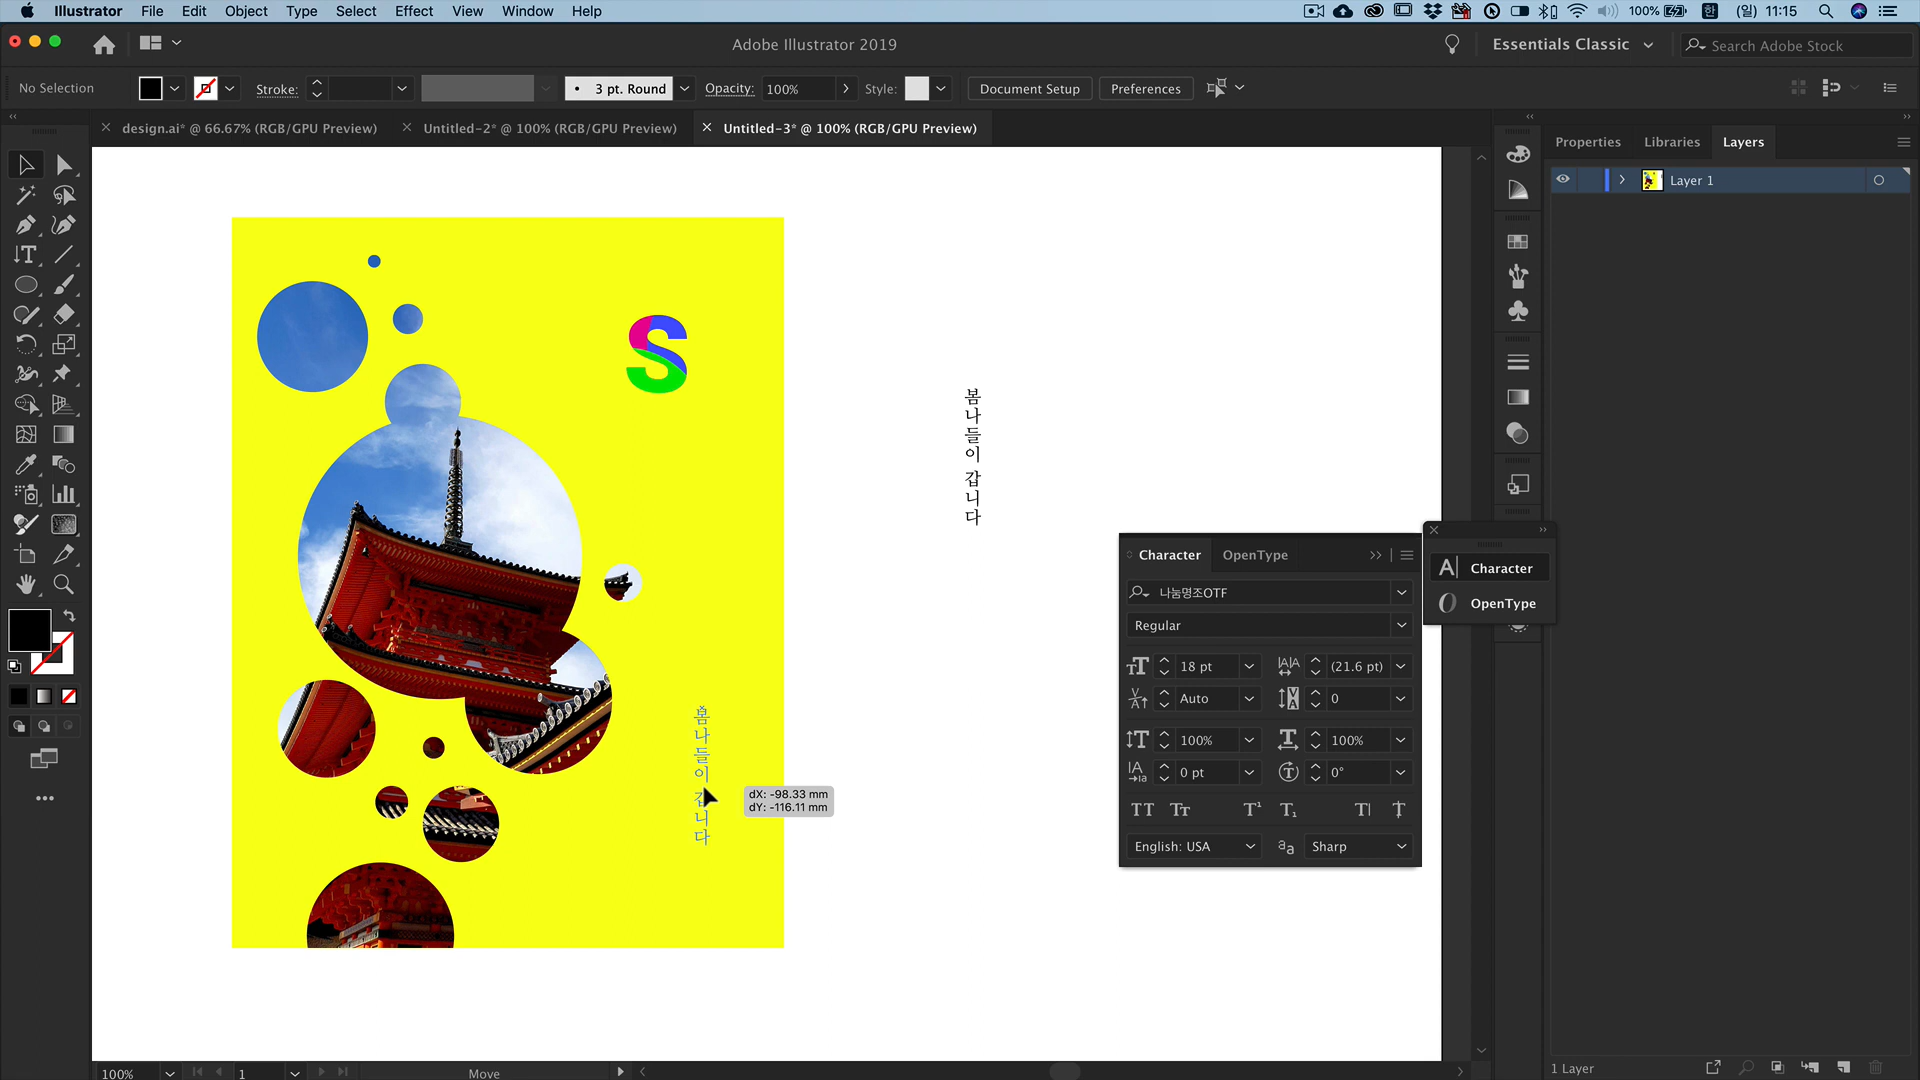 Illustrator File Edit Object Type Select Effect View Window Help
100% 한 (일) 11:15
Adobe Illustrator 2019
Essentials Classic
Search Adobe Stock
No Selection
Stroke:
3 pt. Round
Opacity: 100%
Style:
Document Setup
Preferences
design.ai* @ 66.67% (RGB/GPU Preview)
Untitled-2* @ 100% (RGB/GPU Preview)
Untitled-3* @ 100% (RGB/GPU Preview)
Properties Libraries Layers
Layer 1
S
봄나들이 갑니다
봄나들이 갑니다
dX: -98.33 mm
dY: -116.11 mm
Character OpenType
나눔명조OTF
Regular
18 pt (21.6 pt)
Auto 0
100% 100%
0 pt 0°
English: USA Sharp
Character
OpenType
100% 1 Move
1 Layer